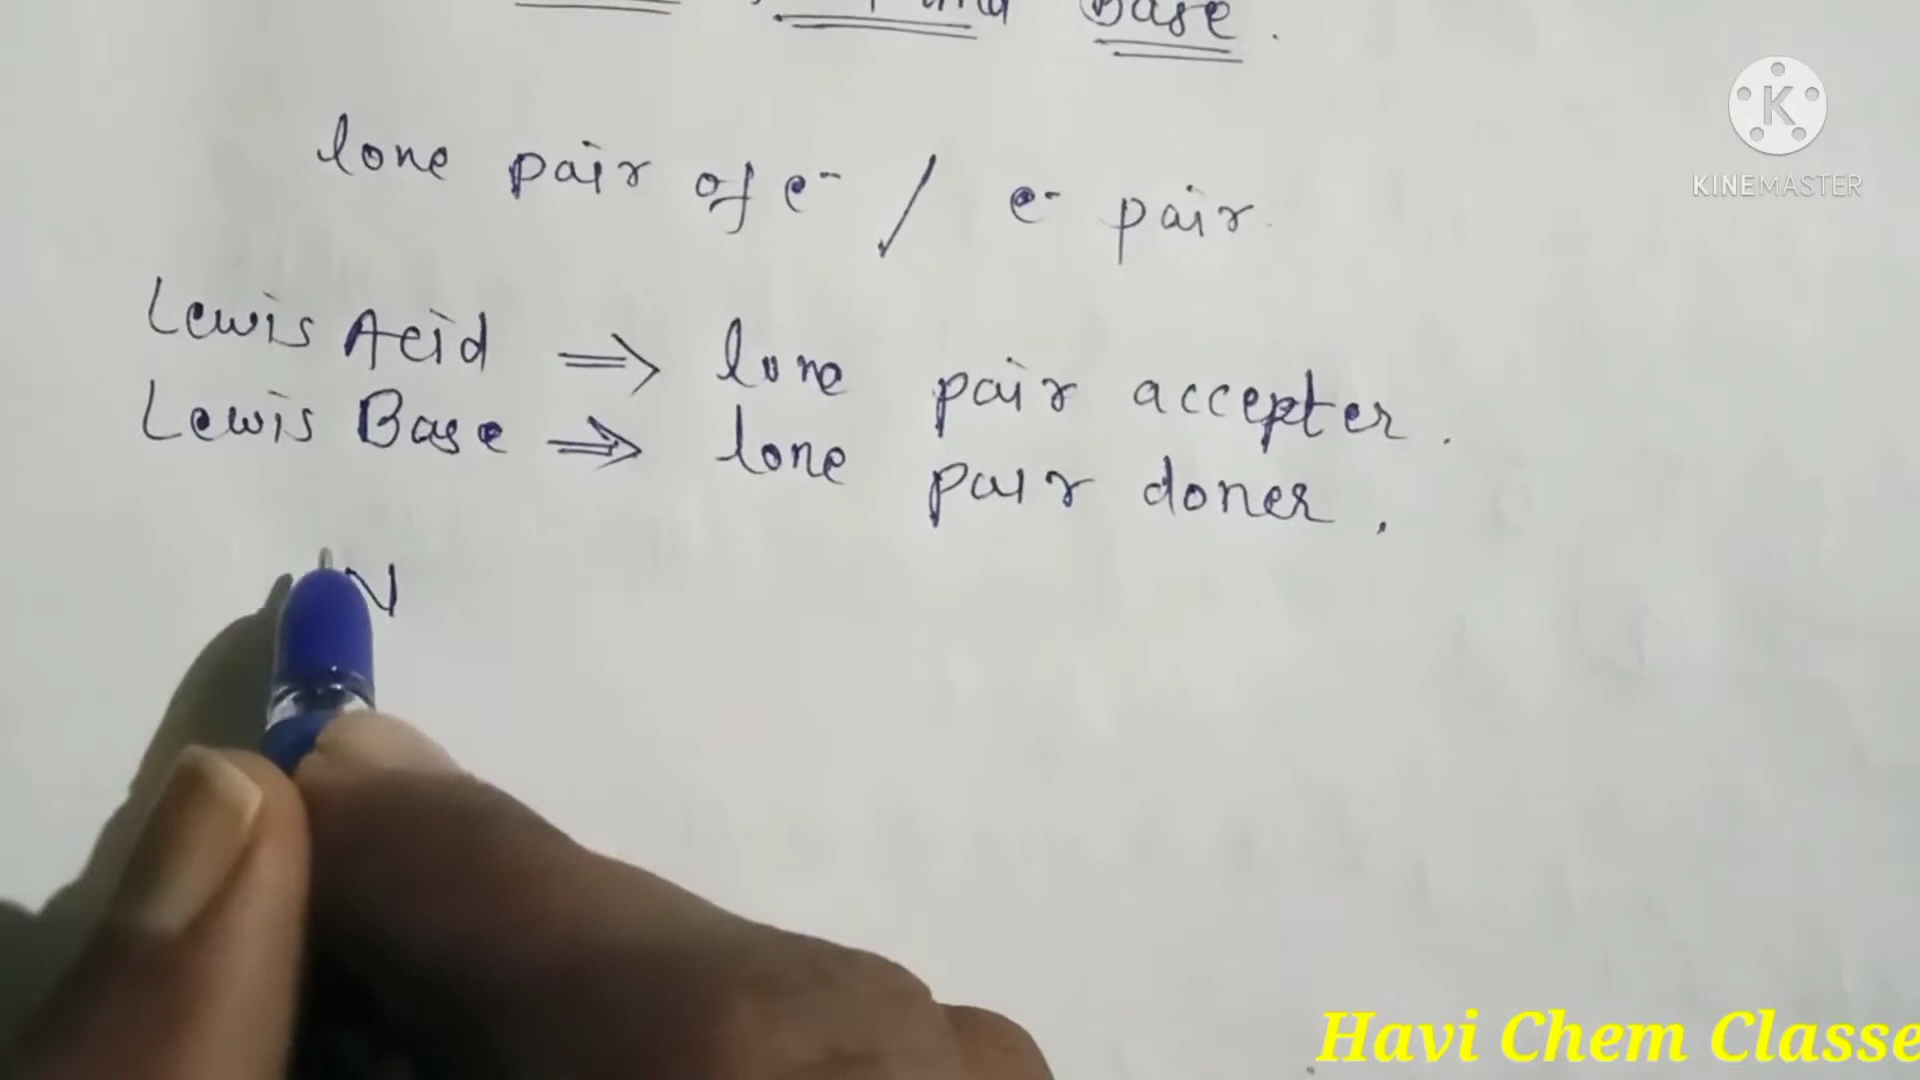 Base.
lone pair of e- / e- pair.
Lewis Acid ⇒ lone pair accepter.
Lewis Base ⇒ lone pair doner.
N
K
KINEMASTER
Havi Chem Classe